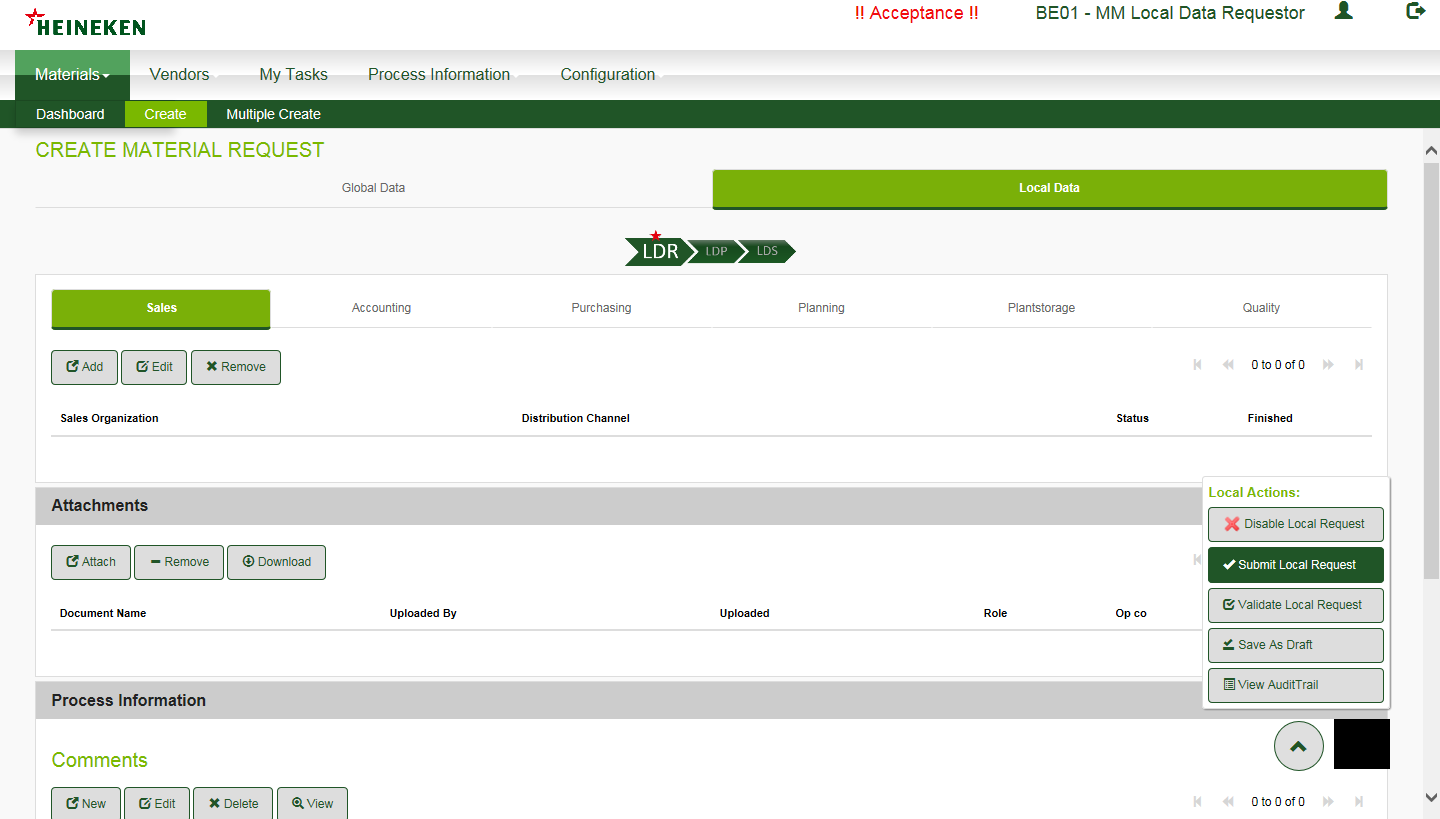 HEINEKEN
!! Acceptance !! BE01 - MM Local Data Requestor
Materials Vendors My Tasks Process Information Configuration
Dashboard Create Multiple Create
CREATE MATERIAL REQUEST
Global Data Local Data
LDR LDP LDS
Sales Accounting Purchasing Planning Plantstorage Quality
Add Edit Remove 0 to 0 of 0
Sales Organization Distribution Channel Status Finished
Attachments
Attach Remove Download
Document Name Uploaded By Uploaded Role Op co
Local Actions:
Disable Local Request
Submit Local Request
Validate Local Request
Save As Draft
View AuditTrail
Process Information
Comments
New Edit Delete View 0 to 0 of 0